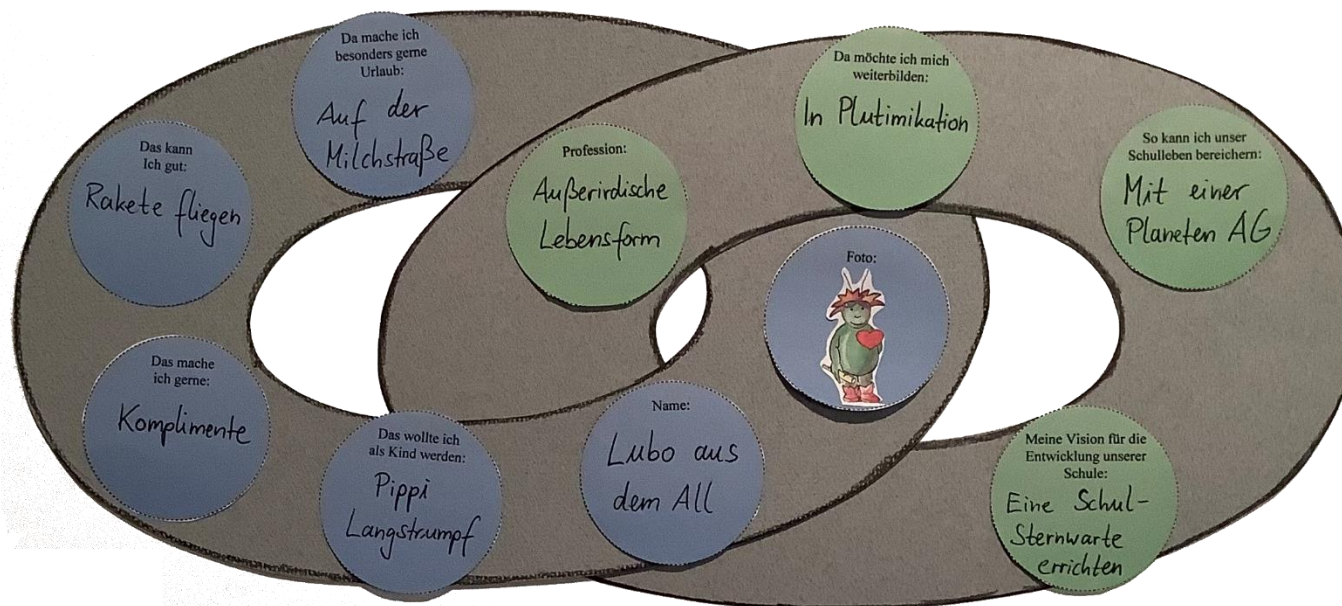 Da mache ich
besonders gerne
Urlaub:
Auf der
Milchstraße
Das kann
Ich gut:
Rakete fliegen
Das mache
ich gerne:
Komplimente
Das wollte ich
als Kind werden:
Pippi
Langstrumpf
Name:
Lubo aus
dem All
Foto:
Profession:
Außerirdische
Lebensform
Da möchte ich mich
weiterbilden:
In Plutimikation
So kann ich unser
Schulleben bereichern:
Mit einer
Planeten AG
Meine Vision für die
Entwicklung unserer
Schule:
Eine Schul-
Sternwarte
errichten